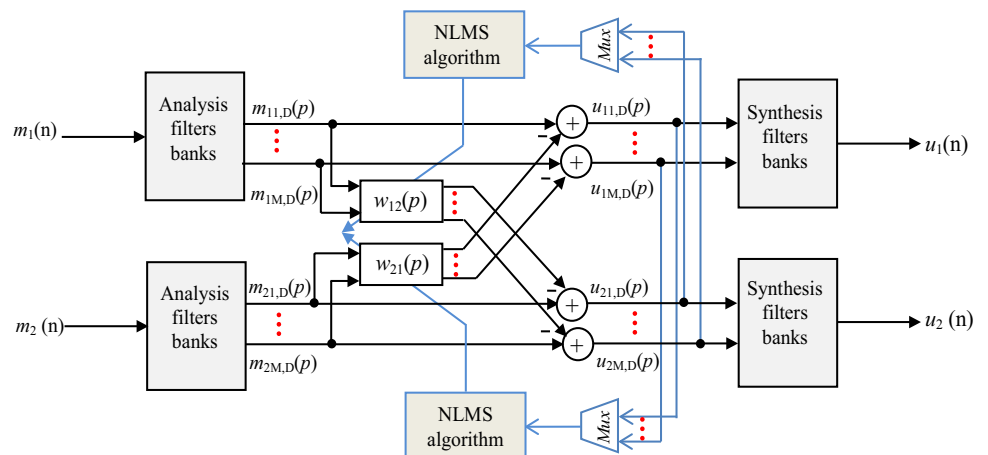 NLMS
algorithm
Mux
Analysis
filters
banks
m₁(n)
m₁₁,D(p)
m₁M,D(p)
w₁₂(p)
w₂₁(p)
–
+
–
+
u₁₁,D(p)
u₁M,D(p)
Synthesis
filters
banks
u₁(n)
Analysis
filters
banks
m₂ (n)
m₂₁,D(p)
m₂M,D(p)
–
+
–
+
u₂₁,D(p)
u₂M,D(p)
Synthesis
filters
banks
u₂ (n)
NLMS
algorithm
Mux